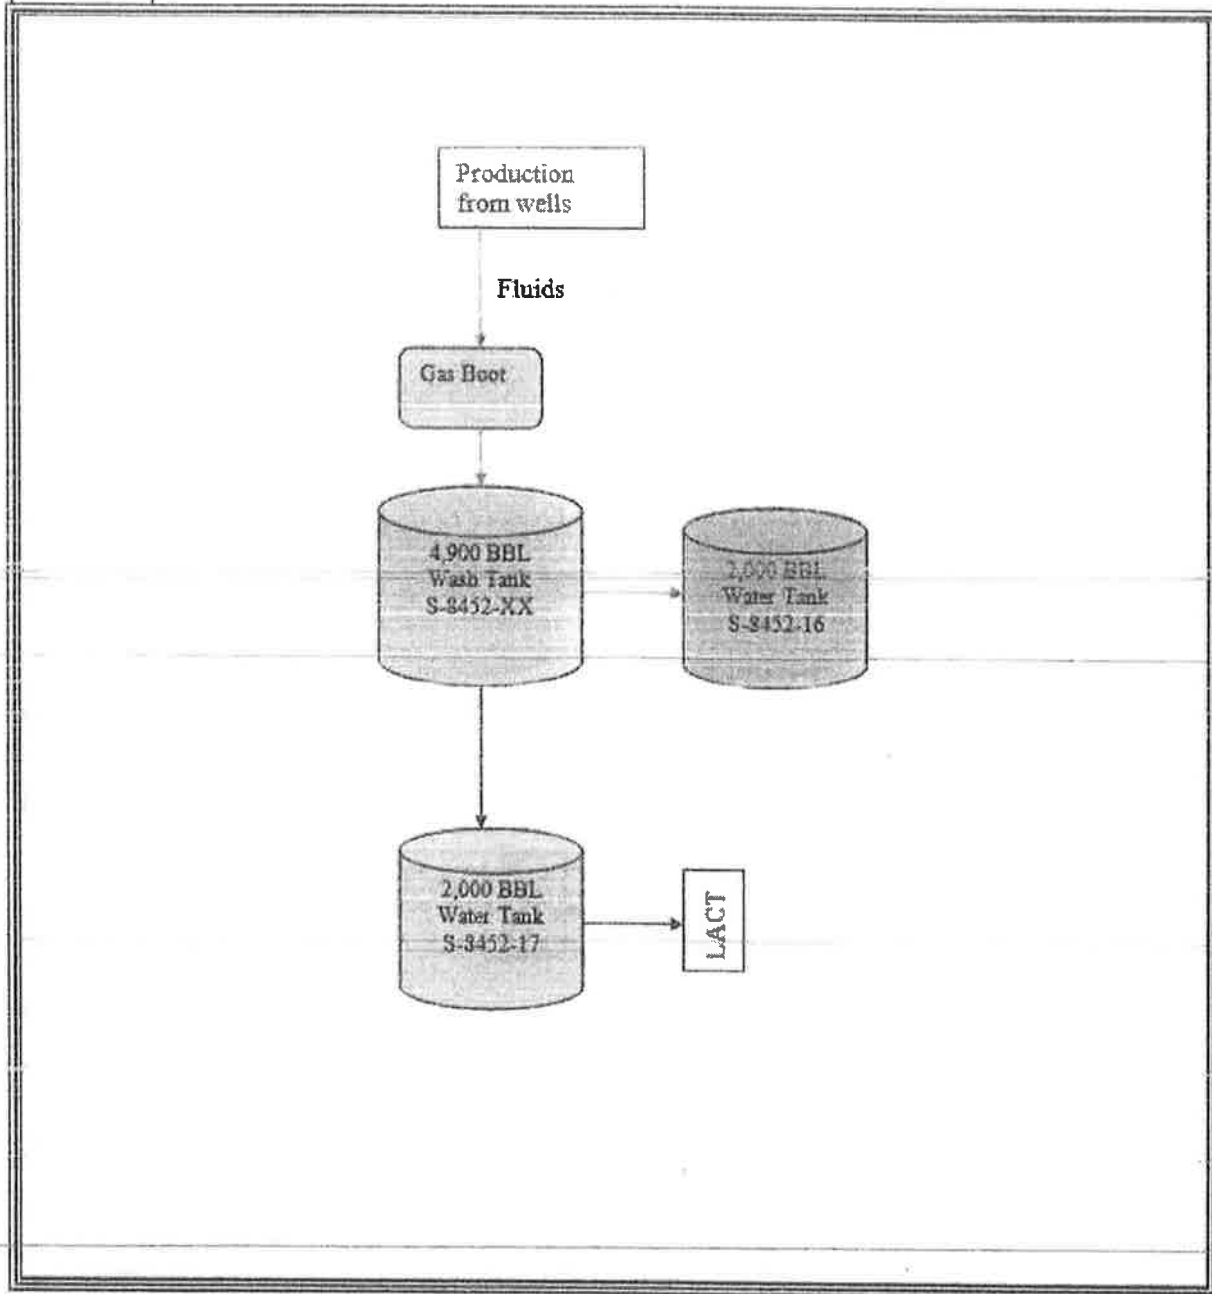 Production
from wells
Fluids
Gas Boot
4,900 BBL
Wash Tank
S-8452-XX
2,000 BBL
Water Tank
S-8452-16
2,000 BBL
Water Tank
S-8452-17
LACT